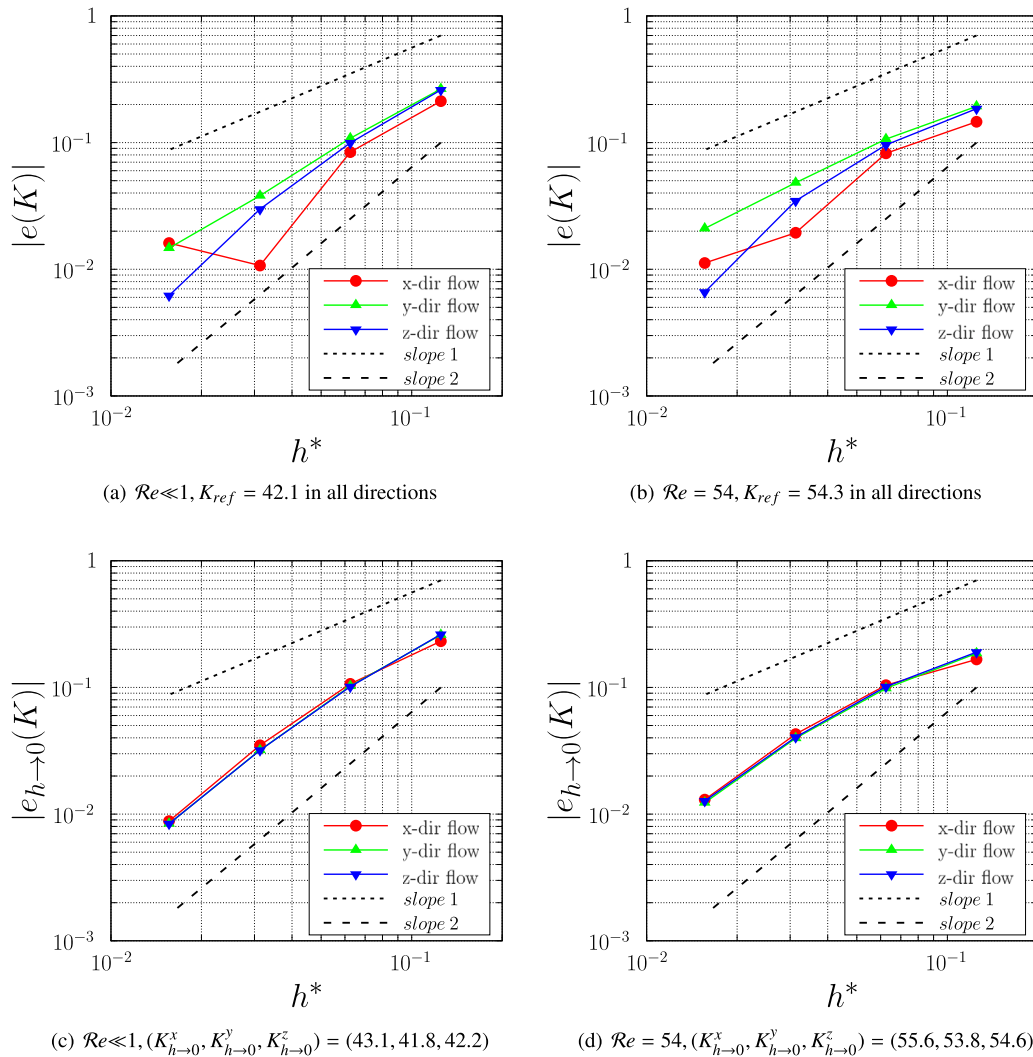 1
10⁻¹
10⁻²
10⁻³
|e(K)|
x-dir flow
y-dir flow
z-dir flow
slope 1
slope 2
10⁻² 10⁻¹
h*
(a) ℛe≪1, K_ref = 42.1 in all directions
1
10⁻¹
10⁻²
10⁻³
|e(K)|
x-dir flow
y-dir flow
z-dir flow
slope 1
slope 2
10⁻² 10⁻¹
h*
(b) ℛe = 54, K_ref = 54.3 in all directions
1
10⁻¹
10⁻²
10⁻³
|e_{h→0}(K)|
x-dir flow
y-dir flow
z-dir flow
slope 1
slope 2
10⁻² 10⁻¹
h*
(c) ℛe≪1, (K^x_{h→0}, K^y_{h→0}, K^z_{h→0}) = (43.1, 41.8, 42.2)
1
10⁻¹
10⁻²
10⁻³
|e_{h→0}(K)|
x-dir flow
y-dir flow
z-dir flow
slope 1
slope 2
10⁻² 10⁻¹
h*
(d) ℛe = 54, (K^x_{h→0}, K^y_{h→0}, K^z_{h→0}) = (55.6, 53.8, 54.6)